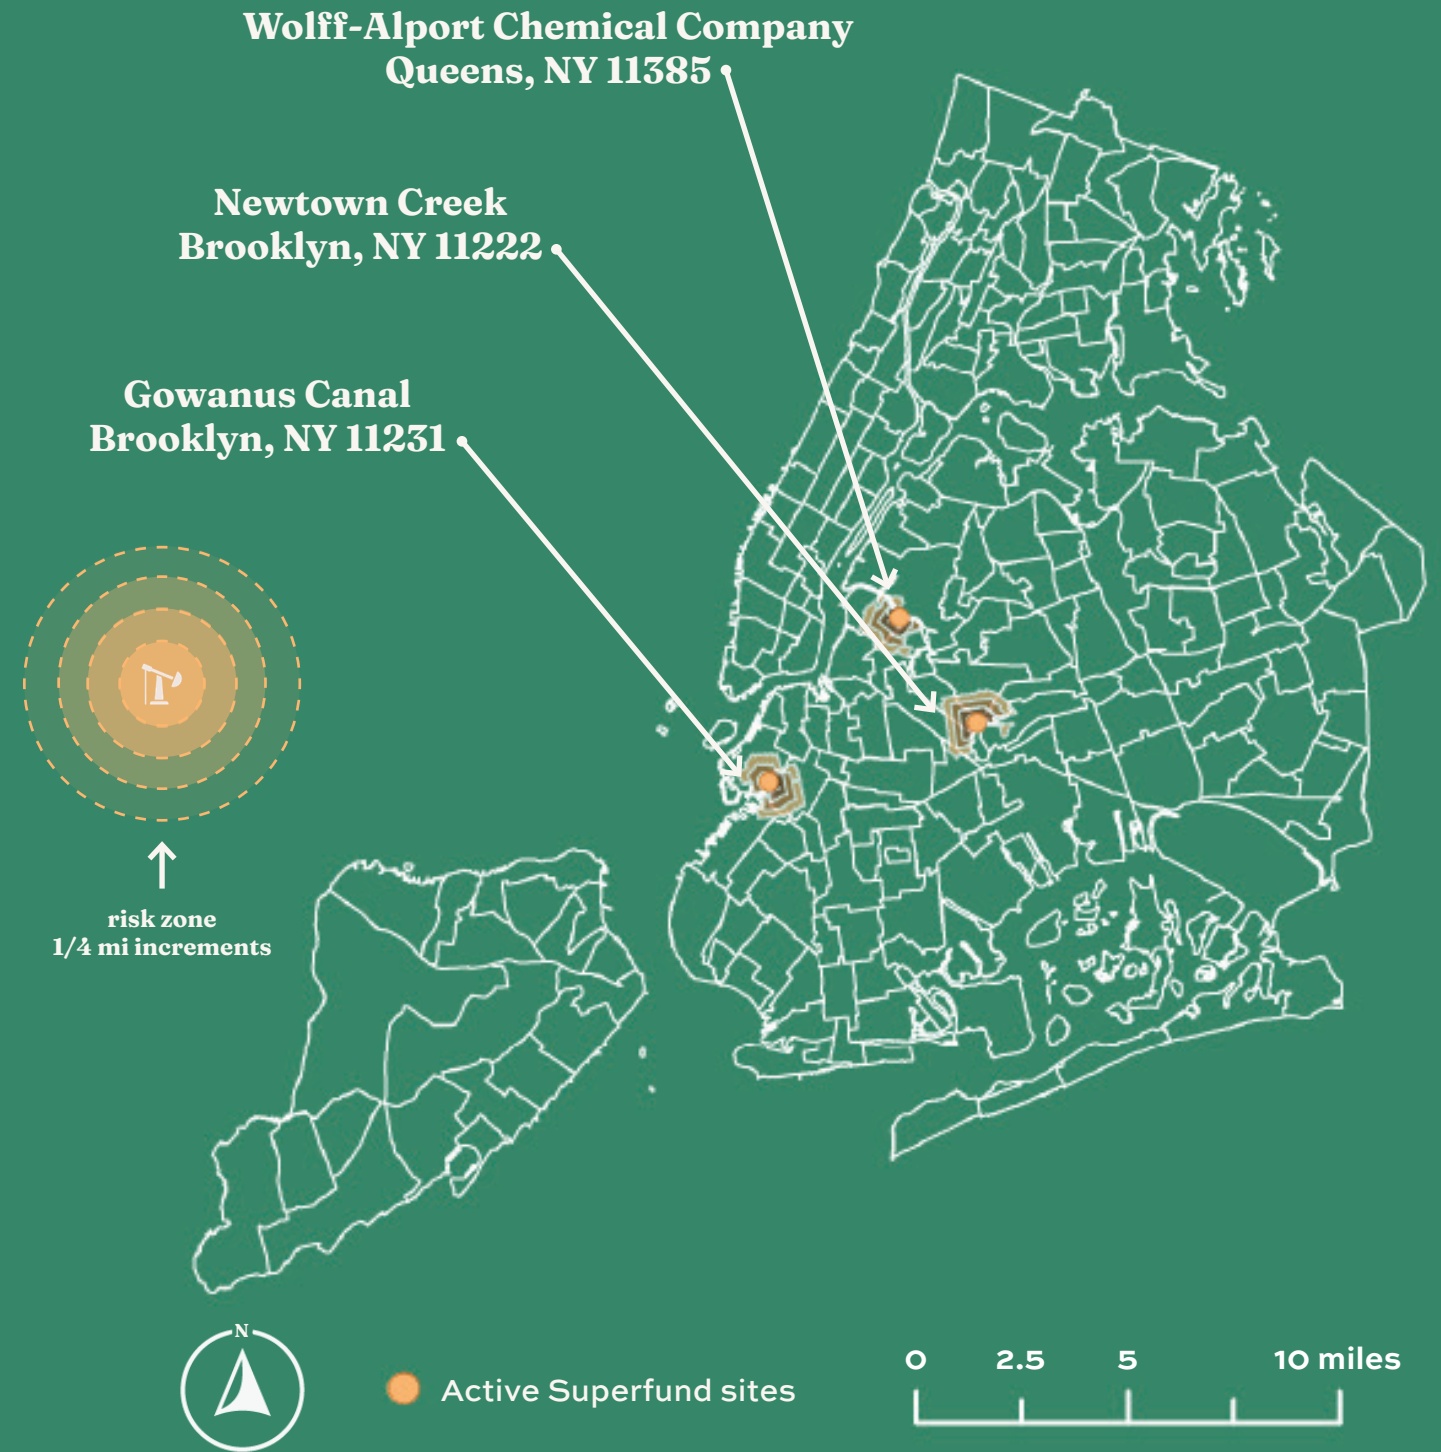 Wolff-Alport Chemical Company
Queens, NY 11385
Newtown Creek
Brooklyn, NY 11222
Gowanus Canal
Brooklyn, NY 11231
risk zone
1/4 mi increments
N
Active Superfund sites
0 2.5 5 10 miles